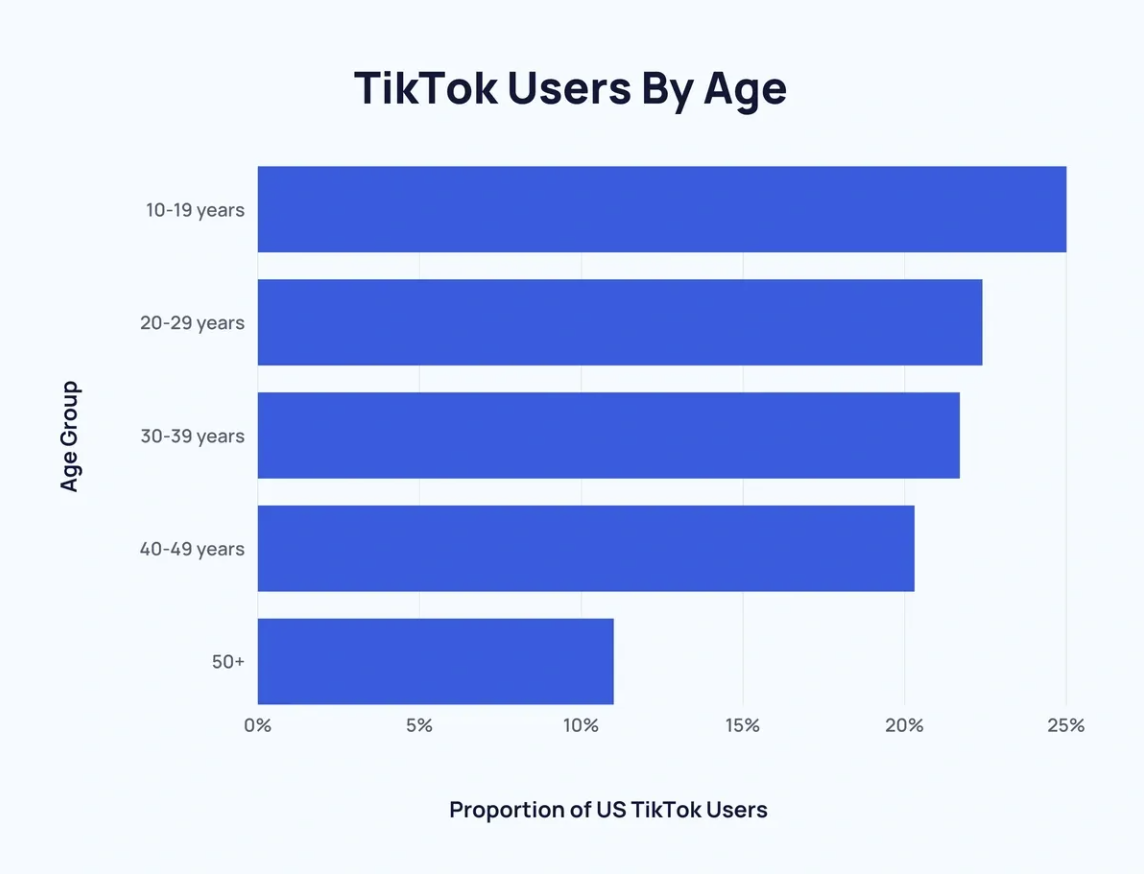 TikTok Users By Age
Age Group
10-19 years
20-29 years
30-39 years
40-49 years
50+
0% 5% 10% 15% 20% 25%
Proportion of US TikTok Users